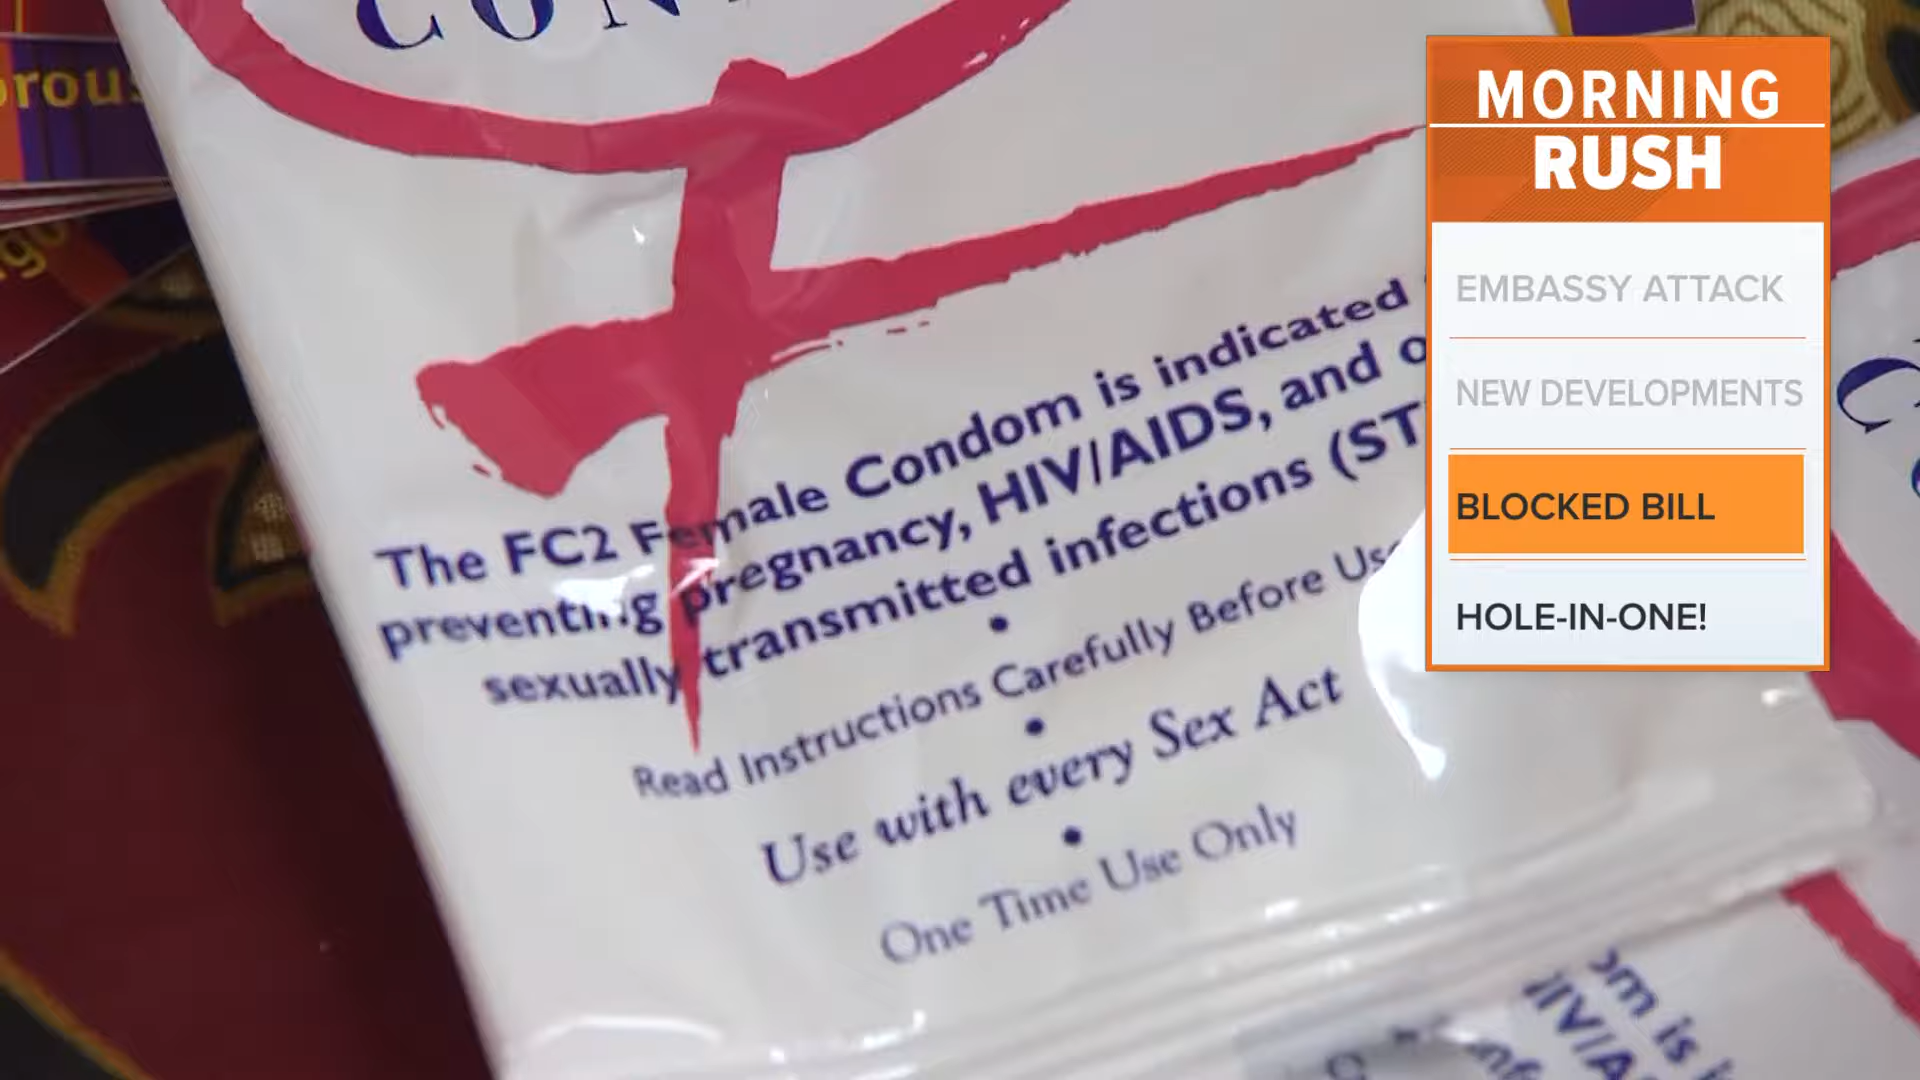 MORNING
RUSH
EMBASSY ATTACK
NEW DEVELOPMENTS
BLOCKED BILL
HOLE-IN-ONE!
The FC2 Female Condom is indicated
preventing pregnancy, HIV/AIDS, and
sexually transmitted infections (ST
Read Instructions Carefully Before Use
•
Use with every Sex Act
•
One Time Use Only